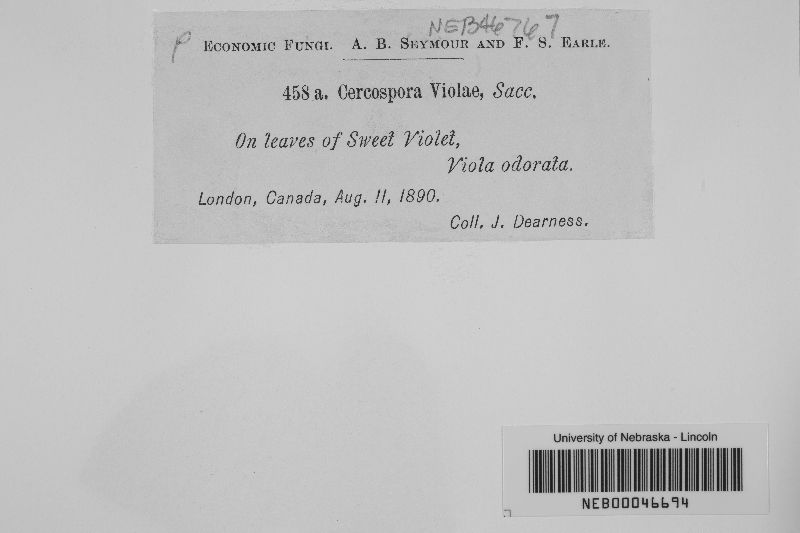 P NEB46767
ECONOMIC FUNGI. A. B. SEYMOUR AND F. S. EARLE.
458 a. Cercospora Violae, Sacc.
On leaves of Sweet Violet,
Viola odorata.
London, Canada, Aug. 11, 1890.
Coll. J. Dearness.
University of Nebraska - Lincoln
NEB00046694